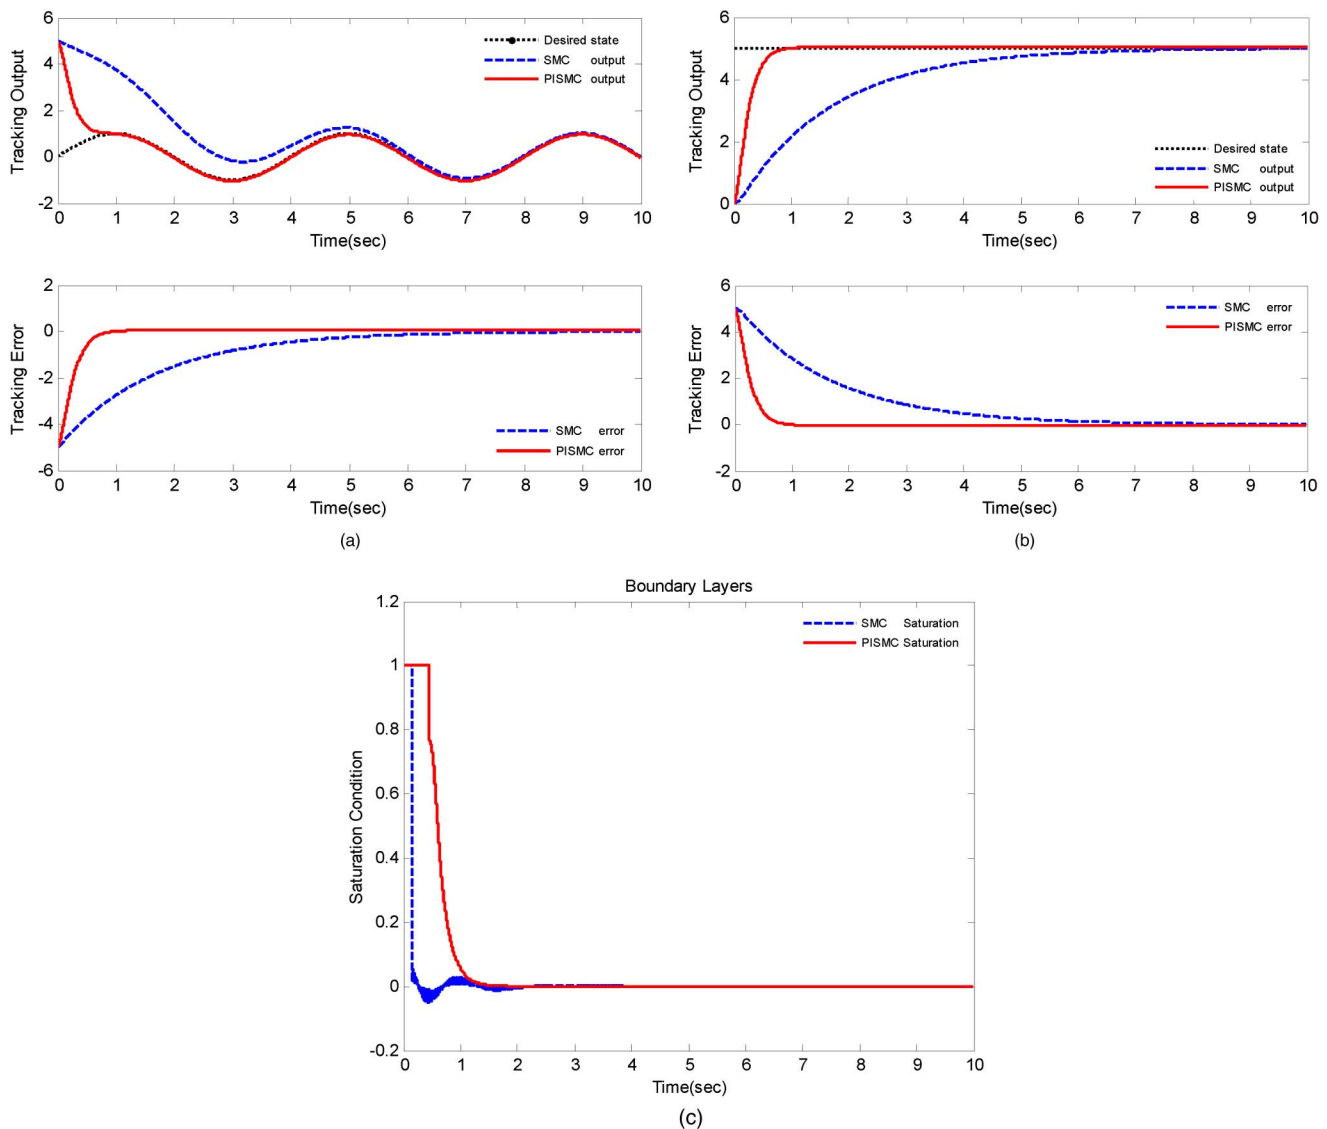 6
4
2
0
-2
Tracking Output
Desired state
SMC output
PISMC output
0 1 2 3 4 5 6 7 8 9 10
Time(sec)
2
0
-2
-4
-6
Tracking Error
SMC error
PISMC error
0 1 2 3 4 5 6 7 8 9 10
Time(sec)
(a)
6
4
2
0
Tracking Output
Desired state
SMC output
PISMC output
0 1 2 3 4 5 6 7 8 9 10
Time(sec)
6
4
2
0
-2
Tracking Error
SMC error
PISMC error
0 1 2 3 4 5 6 7 8 9 10
Time(sec)
(b)
Boundary Layers
1.2
1
0.8
0.6
0.4
0.2
0
-0.2
Saturation Condition
SMC Saturation
PISMC Saturation
0 1 2 3 4 5 6 7 8 9 10
Time(sec)
(c)